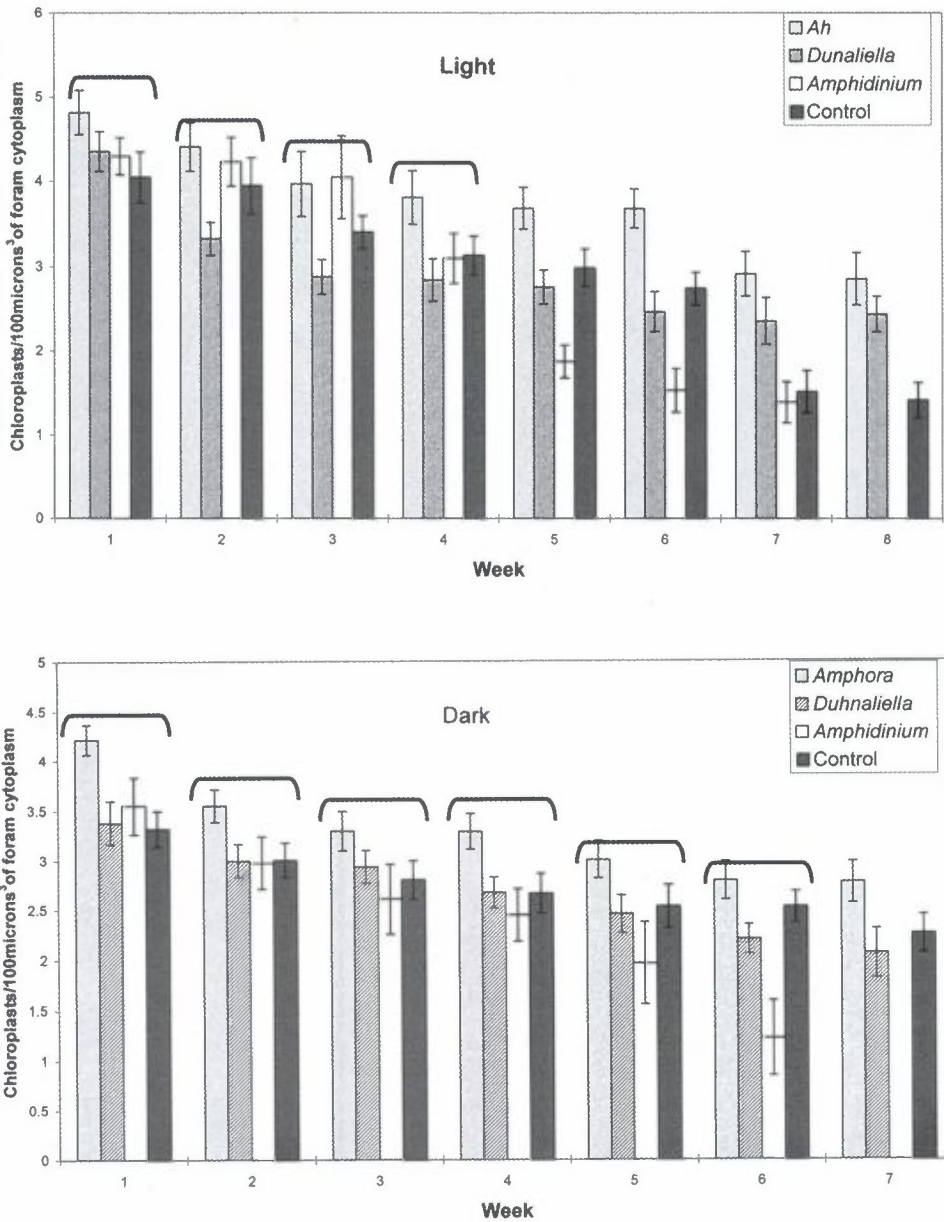 6
5
4
3
2
1
0
Chloroplasts/100microns³ of foram cytoplasm
Light
Ah
Dunaliella
Amphidinium
Control
1 2 3 4 5 6 7 8
Week
5
4.5
4
3.5
3
2.5
2
1.5
1
0.5
0
Chloroplasts/100microns³ of foram cytoplasm
Dark
Amphora
Duhnaliella
Amphidinium
Control
1 2 3 4 5 6 7
Week